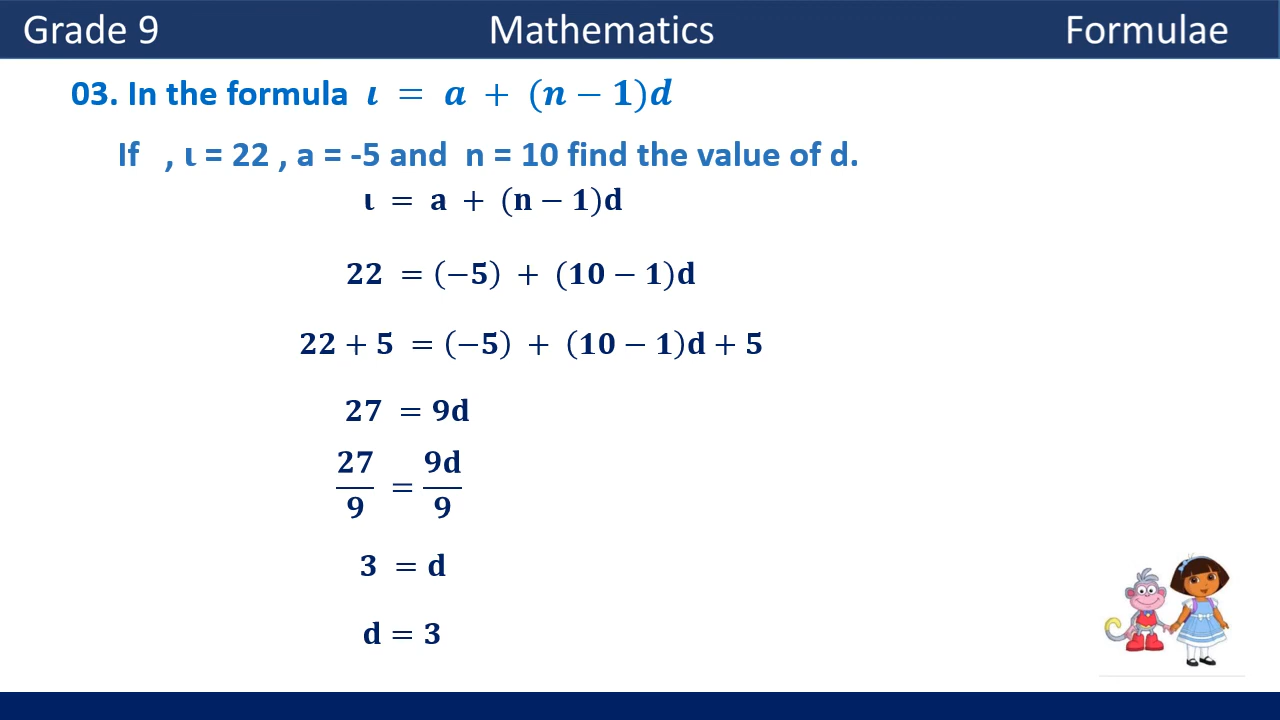 Grade 9 Mathematics Formulae
03. In the formula ι = a + (n − 1)d
If , ι = 22 , a = -5 and n = 10 find the value of d.
ι = a + (n − 1)d
22 = (−5) + (10 − 1)d
22 + 5 = (−5) + (10 − 1)d + 5
27 = 9d
27/9 = 9d/9
3 = d
d = 3